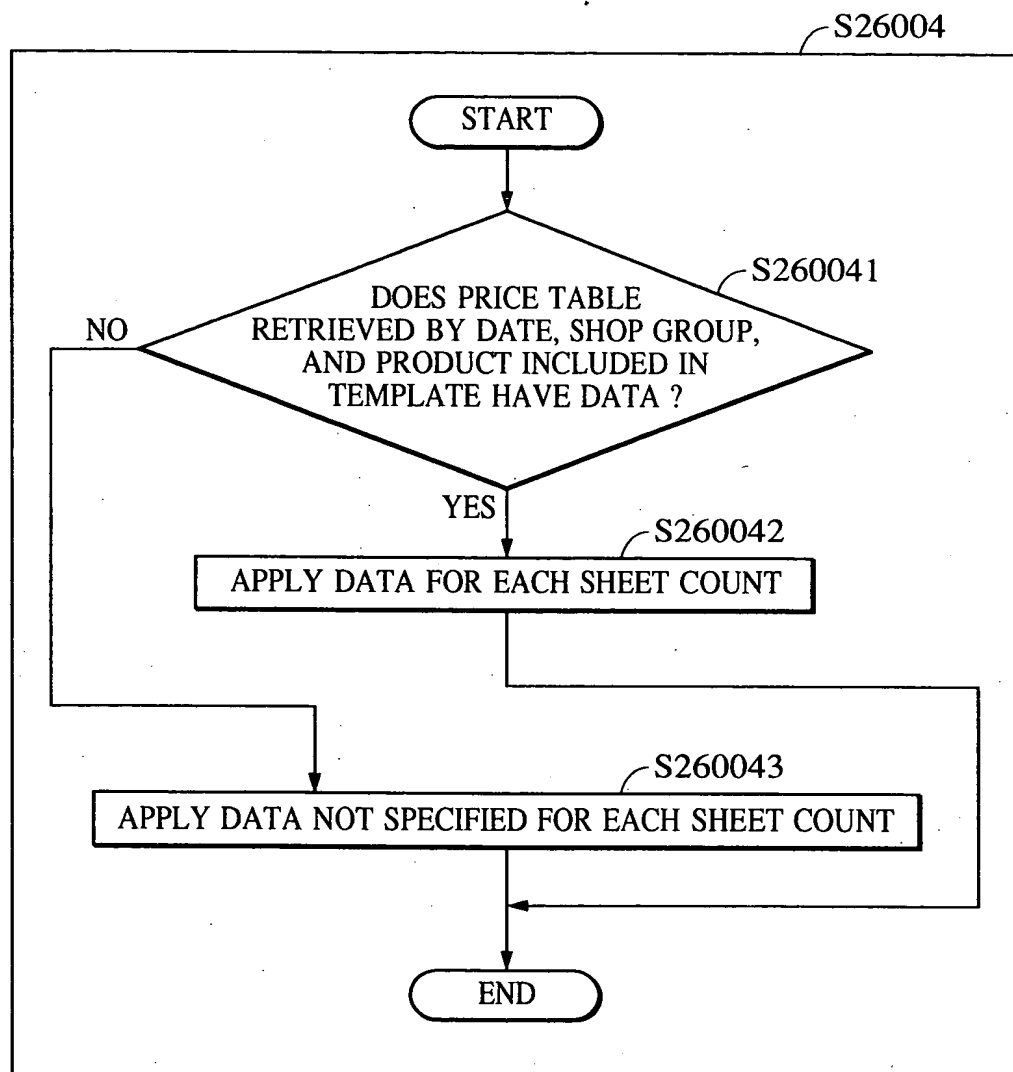 S26004
START
S260041
DOES PRICE TABLE
RETRIEVED BY DATE, SHOP GROUP,
AND PRODUCT INCLUDED IN
TEMPLATE HAVE DATA ?
NO
YES
S260042
APPLY DATA FOR EACH SHEET COUNT
S260043
APPLY DATA NOT SPECIFIED FOR EACH SHEET COUNT
END